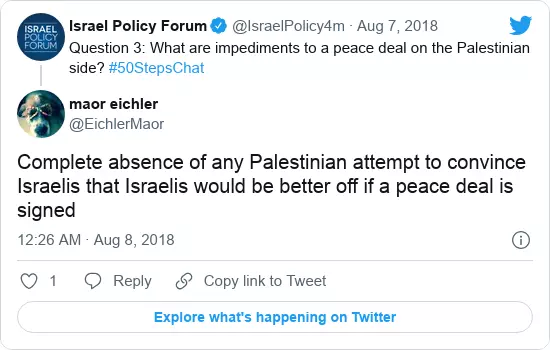 ISRAEL
POLICY
FORUM
Israel Policy Forum @IsraelPolicy4m · Aug 7, 2018
Question 3: What are impediments to a peace deal on the Palestinian
side? #50StepsChat
maor eichler
@EichlerMaor
Complete absence of any Palestinian attempt to convince
Israelis that Israelis would be better off if a peace deal is
signed
12:26 AM · Aug 8, 2018
1 Reply Copy link to Tweet
Explore what's happening on Twitter